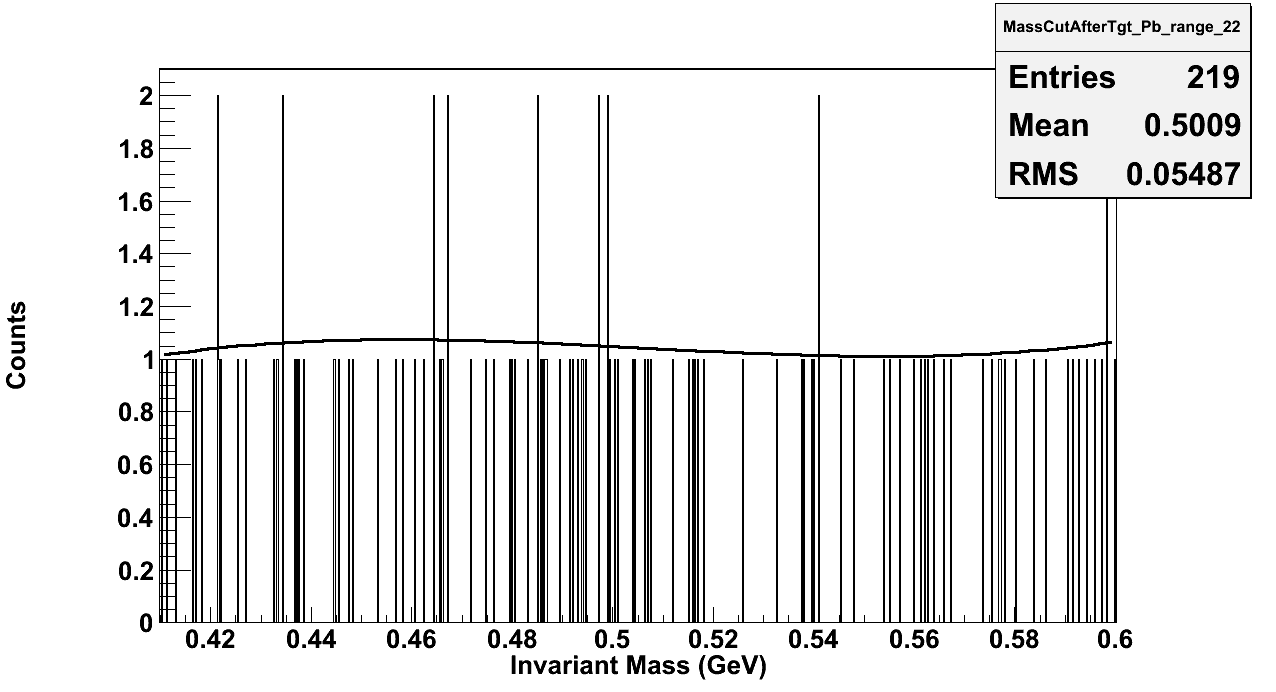 MassCutAfterTgt_Pb_range_22
Entries 219
Mean 0.5009
RMS 0.05487
Counts
2
1.8
1.6
1.4
1.2
1
0.8
0.6
0.4
0.2
0
0.42 0.44 0.46 0.48 0.5 0.52 0.54 0.56 0.58 0.6
Invariant Mass (GeV)